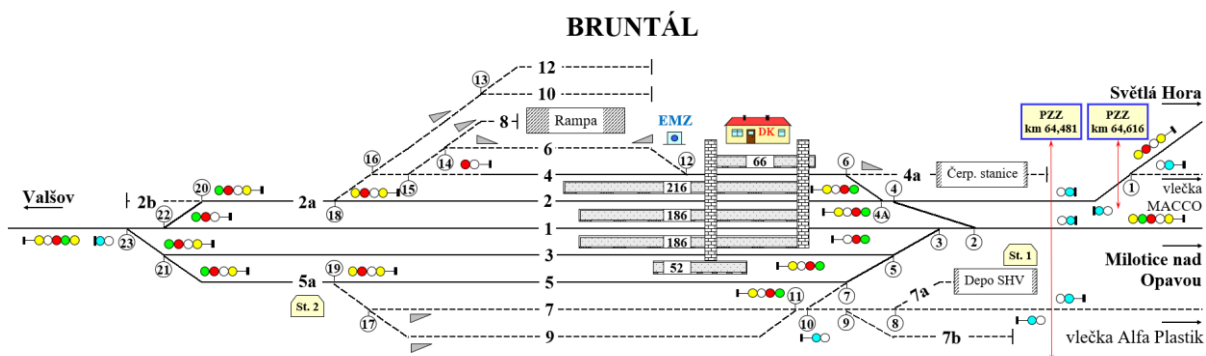 BRUNTÁL
12
13
10
Světlá Hora
8
Rampa
EMZ
DK
PZZ
km 64,481
PZZ
km 64,616
16
14
6
12
66
6
4
15
4a
Čerp. stanice
1
vlečka
MACCO
Valšov
2b
20
2a
18
2
216
4A
4
22
23
1
186
3
2
21
3
186
5
St. 1
Milotice nad
Opavou
5a
19
5
52
7
7a
Depo SHV
St. 2
17
7
11
10
9
8
9
7b
vlečka Alfa Plastik